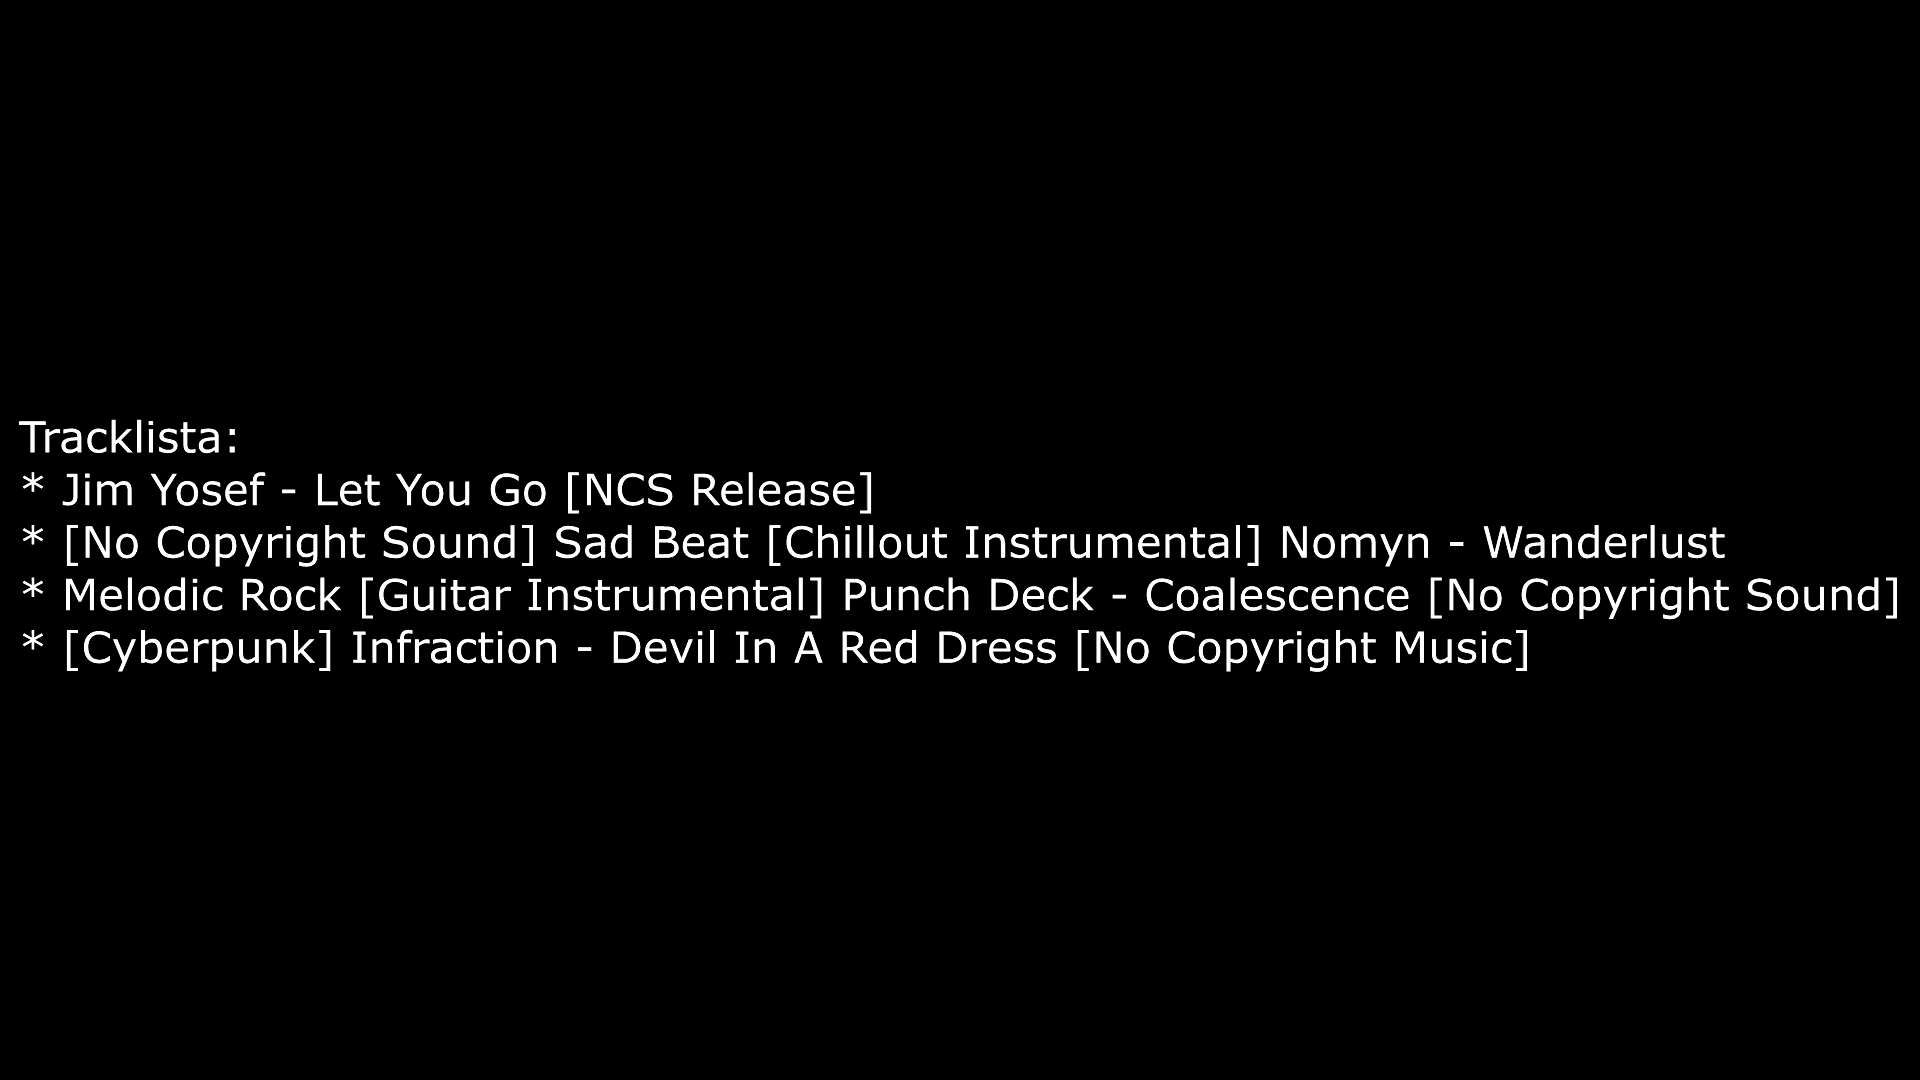 Tracklista:
* Jim Yosef - Let You Go [NCS Release]
* [No Copyright Sound] Sad Beat [Chillout Instrumental] Nomyn - Wanderlust
* Melodic Rock [Guitar Instrumental] Punch Deck - Coalescence [No Copyright Sound]
* [Cyberpunk] Infraction - Devil In A Red Dress [No Copyright Music]